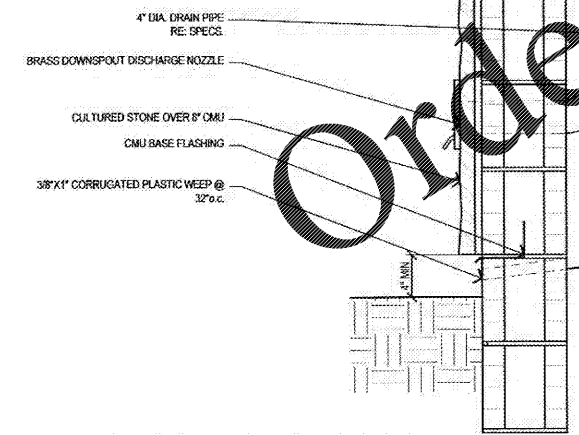 4" DIA. DRAIN PIPE
RE: SPECS.
BRASS DOWNSPOUT DISCHARGE NOZZLE
CULTURED STONE OVER 8" CMU
CMU BASE FLASHING
3/8"X1" CORRUGATED PLASTIC WEEP @
32"o.c.
4" MIN
Orde